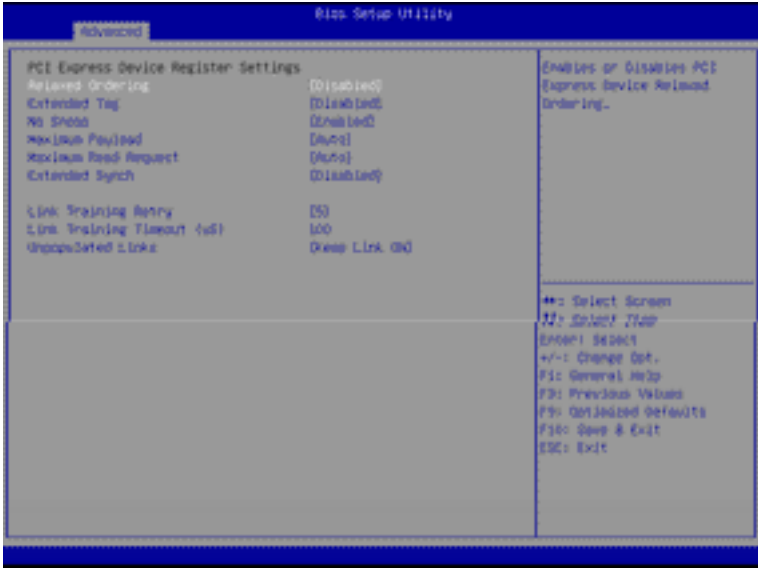 Bios Setup Utility
Advanced
PCI Express Device Register Settings
Relaxed Ordering [Disabled]
Extended Tag [Disabled]
No Snoop [Enabled]
Maximum Payload [Auto]
Maximum Read Request [Auto]
Extended Synch [Disabled]
Link Training Retry [5]
Link Training Timeout (uS) 100
Unpopulated Links [Keep Link ON]
Enables or Disables PCI
Express Device Relaxed
Ordering.
: Select Screen
: Select Item
Enter: Select
+/-: Change Opt.
F1: General Help
F3: Previous Values
F9: Optimized Defaults
F10: Save & Exit
ESC: Exit